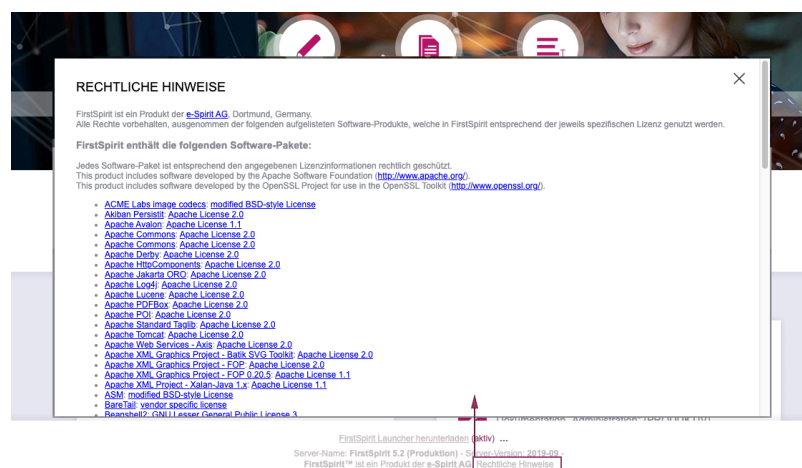 RECHTLICHE HINWEISE
FirstSpirit ist ein Produkt der e-Spirit AG, Dortmund, Germany.
Alle Rechte vorbehalten, ausgenommen der folgenden aufgelisteten Software-Produkte, welche in FirstSpirit entsprechend der jeweils spezifischen Lizenz genutzt werden.
FirstSpirit enthält die folgenden Software-Pakete:
Jedes Software-Paket ist entsprechend den angegebenen Lizenzinformationen rechtlich geschützt.
This product includes software developed by the Apache Software Foundation (http://www.apache.org/).
This product includes software developed by the OpenSSL Project for use in the OpenSSL Toolkit (http://www.openssl.org/).
ACME Labs image codecs: modified BSD-style License
Akiban Persistit: Apache License 2.0
Apache Avalon: Apache License 1.1
Apache Commons: Apache License 2.0
Apache Commons: Apache License 2.0
Apache Derby: Apache License 2.0
Apache HttpComponents: Apache License 2.0
Apache Jakarta ORO: Apache License 2.0
Apache Log4j: Apache License 2.0
Apache Lucene: Apache License 2.0
Apache PDFBox: Apache License 2.0
Apache POI: Apache License 2.0
Apache Standard Taglib: Apache License 2.0
Apache Tomcat: Apache License 2.0
Apache Web Services - Axis: Apache License 2.0
Apache XML Graphics Project - Batik SVG Toolkit: Apache License 2.0
Apache XML Graphics Project - FOP: Apache License 2.0
Apache XML Graphics Project - FOP 0.20.5: Apache License 1.1
Apache XML Project - Xalan-Java 1.x: Apache License 1.1
ASM: modified BSD-style License
BareTail: vendor specific license
Beanshell2: GNU Lesser General Public License 3
Dokumentation "Administration" (PRODUKTIV)
FirstSpirit Launcher herunterladen (aktiv) ...
Server-Name: FirstSpirit 5.2 (Produktion) - Server-Version: 2019-09 -
FirstSpirit™ ist ein Produkt der e-Spirit AG Rechtliche Hinweise